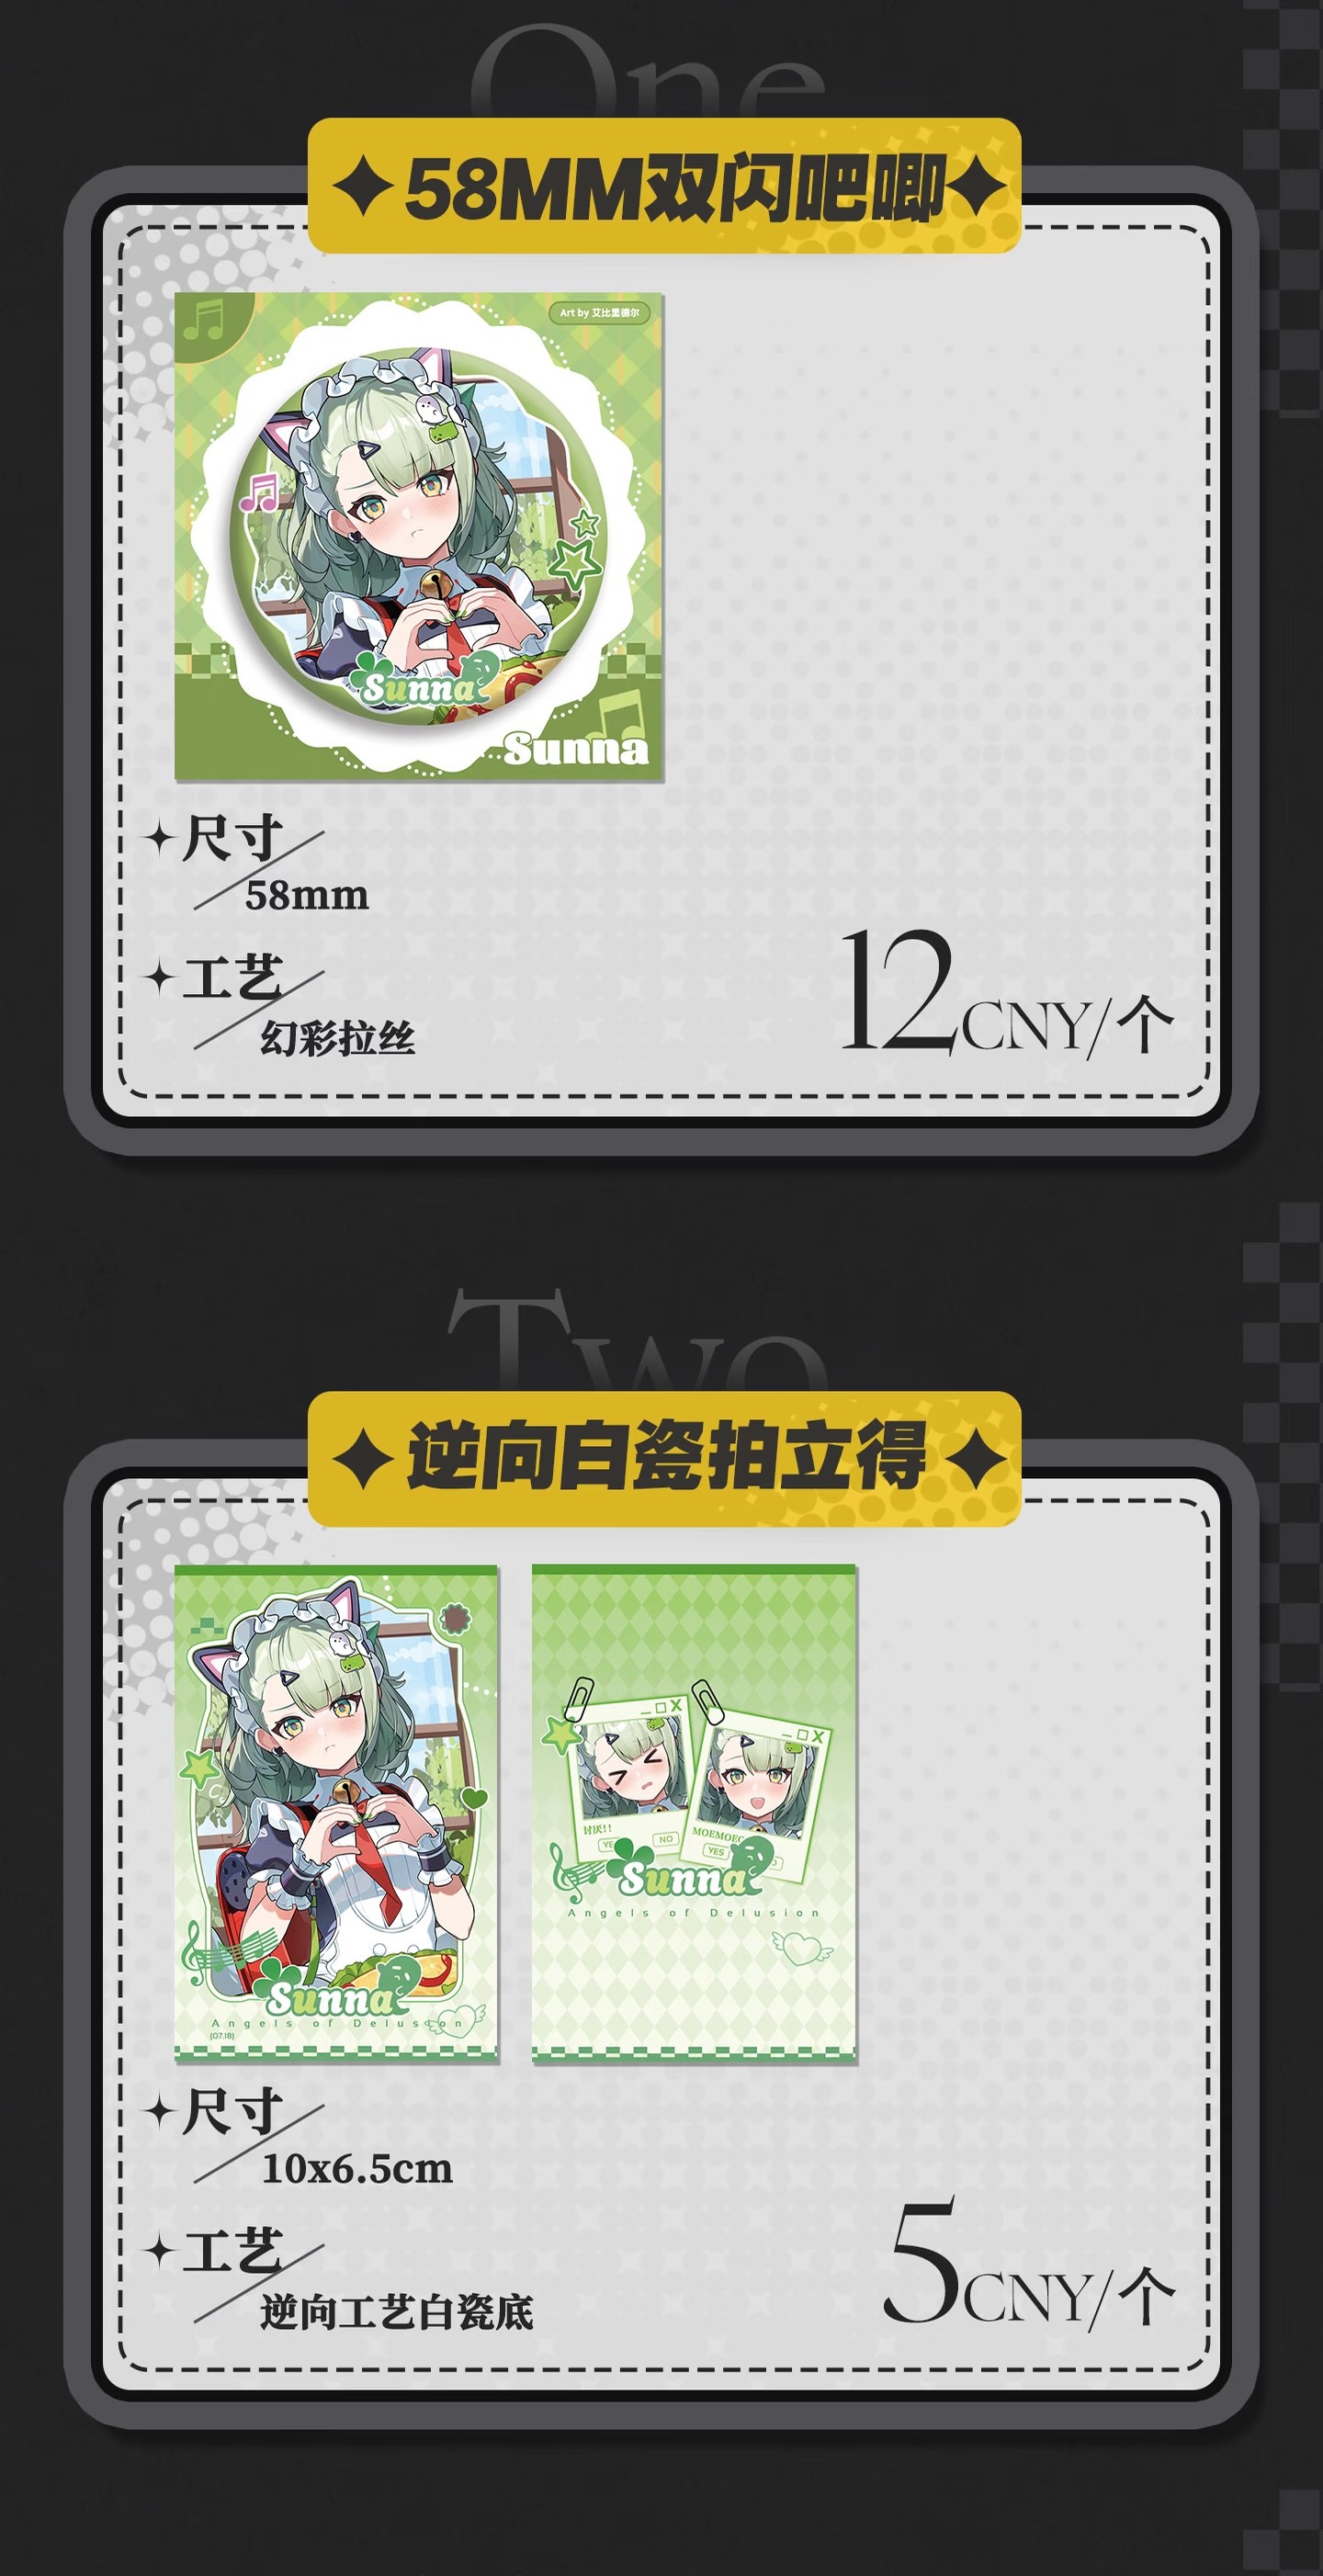 One
58MM双闪吧唧
Art by 艾比里德尔
Sunna
Sunna
尺寸
58mm
工艺
幻彩拉丝
12CNY/个
Two
逆向白瓷拍立得
讨厌!!
NO
YES
Sunna
Angels of Delusion
(07.18)
Sunna
Angels of Delusion
尺寸
10x6.5cm
工艺
逆向工艺白瓷底
5CNY/个